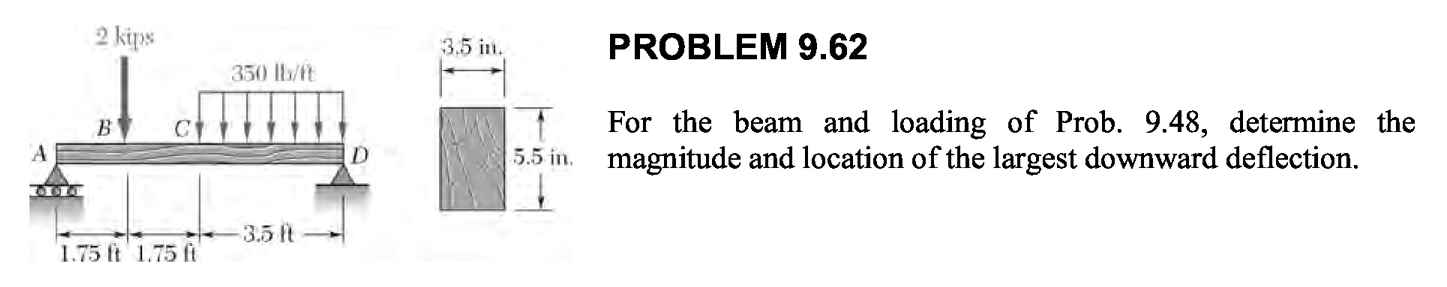 2 kips
3.5 in.
PROBLEM 9.62
350 lb/ft
For the beam and loading of Prob. 9.48, determine the
B
C
A
D
5.5 in.
magnitude and location of the largest downward deflection.
3.5 ft
1.75 ft
1.75 ft